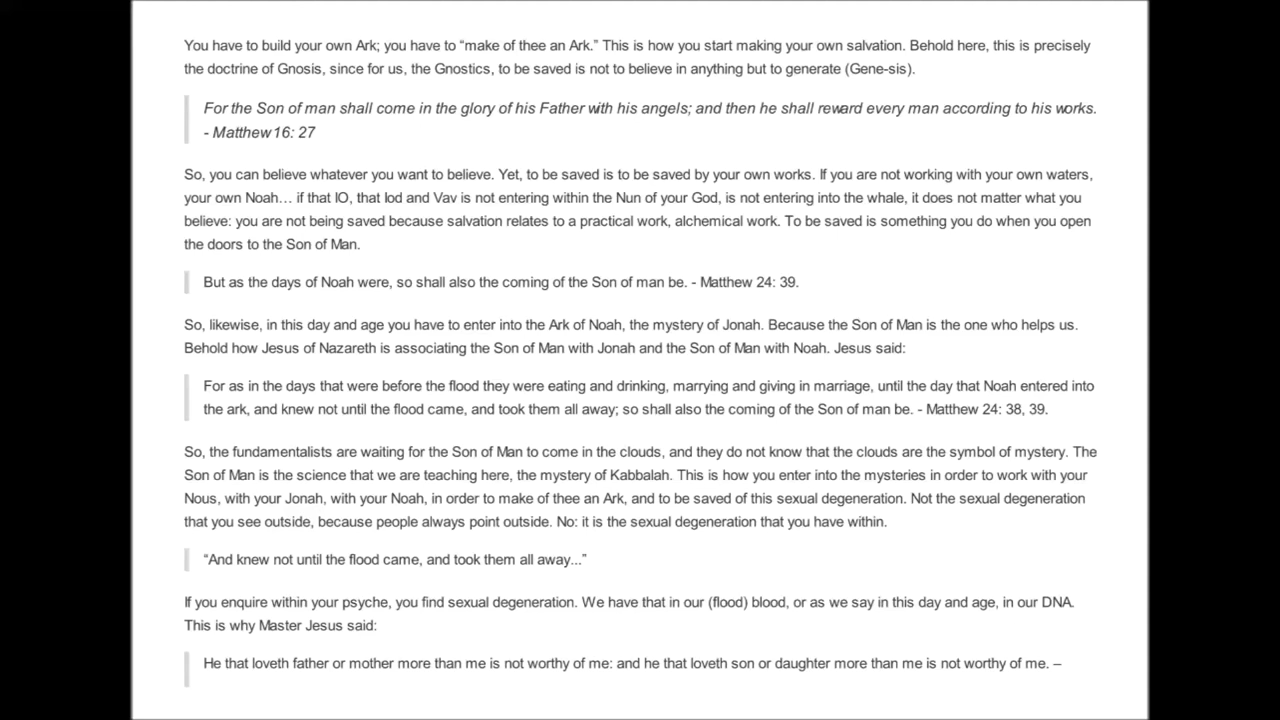 You have to build your own Ark; you have to “make of thee an Ark.” This is how you start making your own salvation. Behold here, this is precisely
the doctrine of Gnosis, since for us, the Gnostics, to be saved is not to believe in anything but to generate (Gene-sis).
For the Son of man shall come in the glory of his Father with his angels; and then he shall reward every man according to his works.
- Matthew 16: 27
So, you can believe whatever you want to believe. Yet, to be saved is to be saved by your own works. If you are not working with your own waters,
your own Noah… if that IO, that Iod and Vav is not entering within the Nun of your God, is not entering into the whale, it does not matter what you
believe: you are not being saved because salvation relates to a practical work, alchemical work. To be saved is something you do when you open
the doors to the Son of Man.
But as the days of Noah were, so shall also the coming of the Son of man be. - Matthew 24: 39.
So, likewise, in this day and age you have to enter into the Ark of Noah, the mystery of Jonah. Because the Son of Man is the one who helps us.
Behold how Jesus of Nazareth is associating the Son of Man with Jonah and the Son of Man with Noah. Jesus said:
For as in the days that were before the flood they were eating and drinking, marrying and giving in marriage, until the day that Noah entered into
the ark, and knew not until the flood came, and took them all away; so shall also the coming of the Son of man be. - Matthew 24: 38, 39.
So, the fundamentalists are waiting for the Son of Man to come in the clouds, and they do not know that the clouds are the symbol of mystery. The
Son of Man is the science that we are teaching here, the mystery of Kabbalah. This is how you enter into the mysteries in order to work with your
Nous, with your Jonah, with your Noah, in order to make of thee an Ark, and to be saved of this sexual degeneration. Not the sexual degeneration
that you see outside, because people always point outside. No: it is the sexual degeneration that you have within.
“And knew not until the flood came, and took them all away...”
If you enquire within your psyche, you find sexual degeneration. We have that in our (flood) blood, or as we say in this day and age, in our DNA.
This is why Master Jesus said:
He that loveth father or mother more than me is not worthy of me: and he that loveth son or daughter more than me is not worthy of me. –